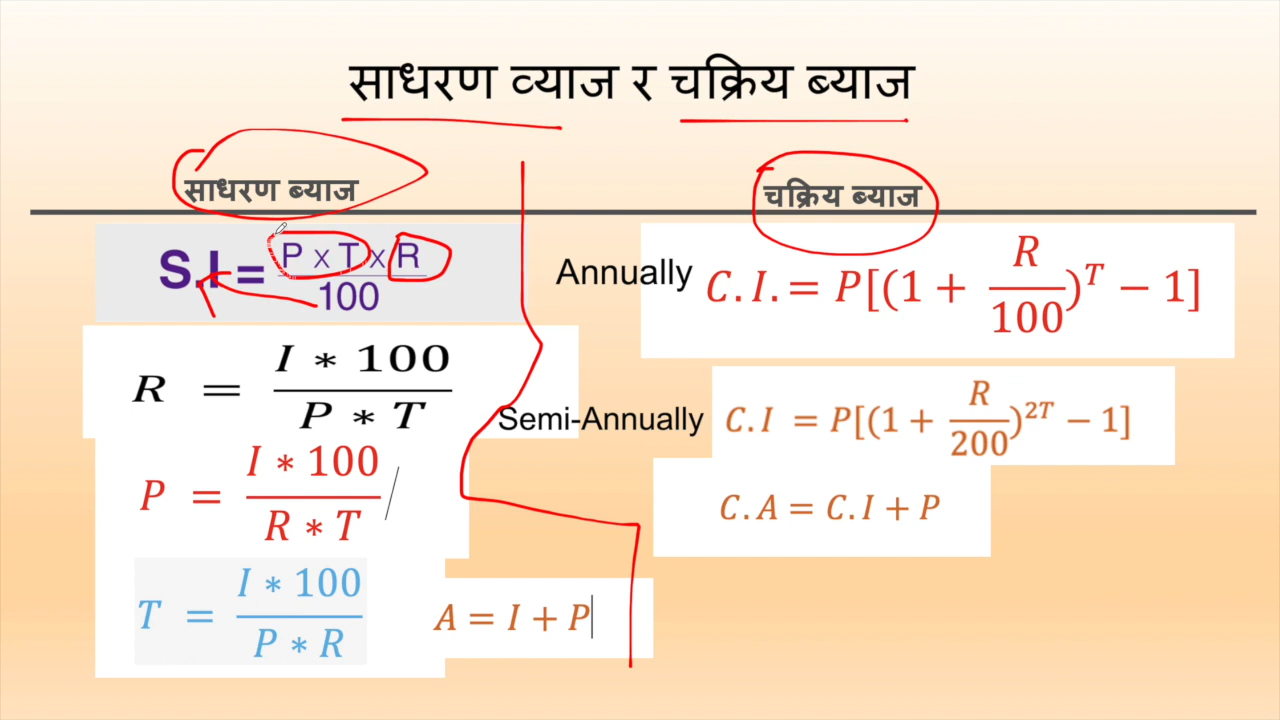 साधरण व्याज र चक्रिय ब्याज
साधरण ब्याज
S.I = P x T x R / 100
R = I * 100 / P * T
P = I * 100 / R * T
T = I * 100 / P * R
A = I + P
चक्रिय ब्याज
Annually C.I. = P[(1 + R/100)^T − 1]
Semi-Annually C.I = P[(1 + R/200)^2T − 1]
C.A = C.I + P